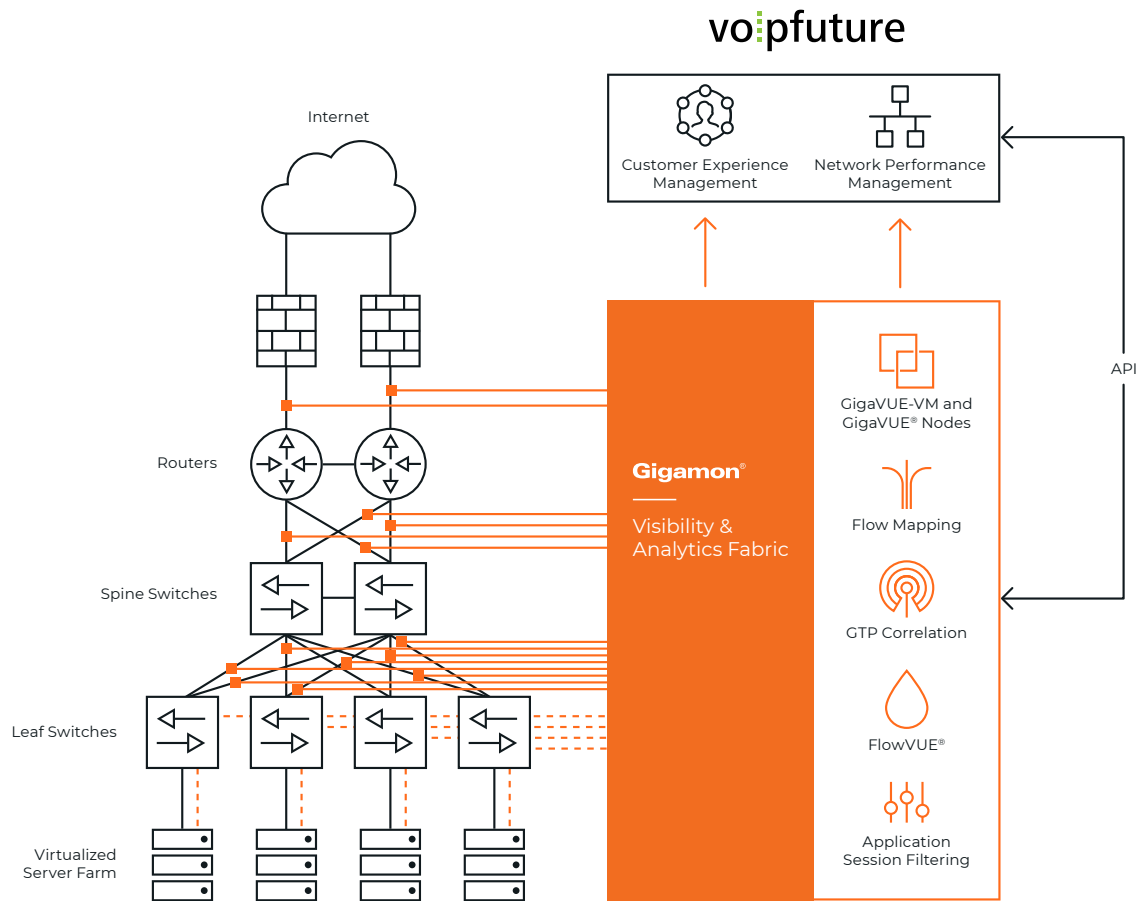 voipfuture
Internet
Customer Experience
Management
Network Performance
Management
API
GigaVUE-VM and
GigaVUE® Nodes
Routers
Gigamon®
Visibility &
Analytics Fabric
Flow Mapping
Spine Switches
GTP Correlation
Leaf Switches
FlowVUE®
Application
Session Filtering
Virtualized
Server Farm